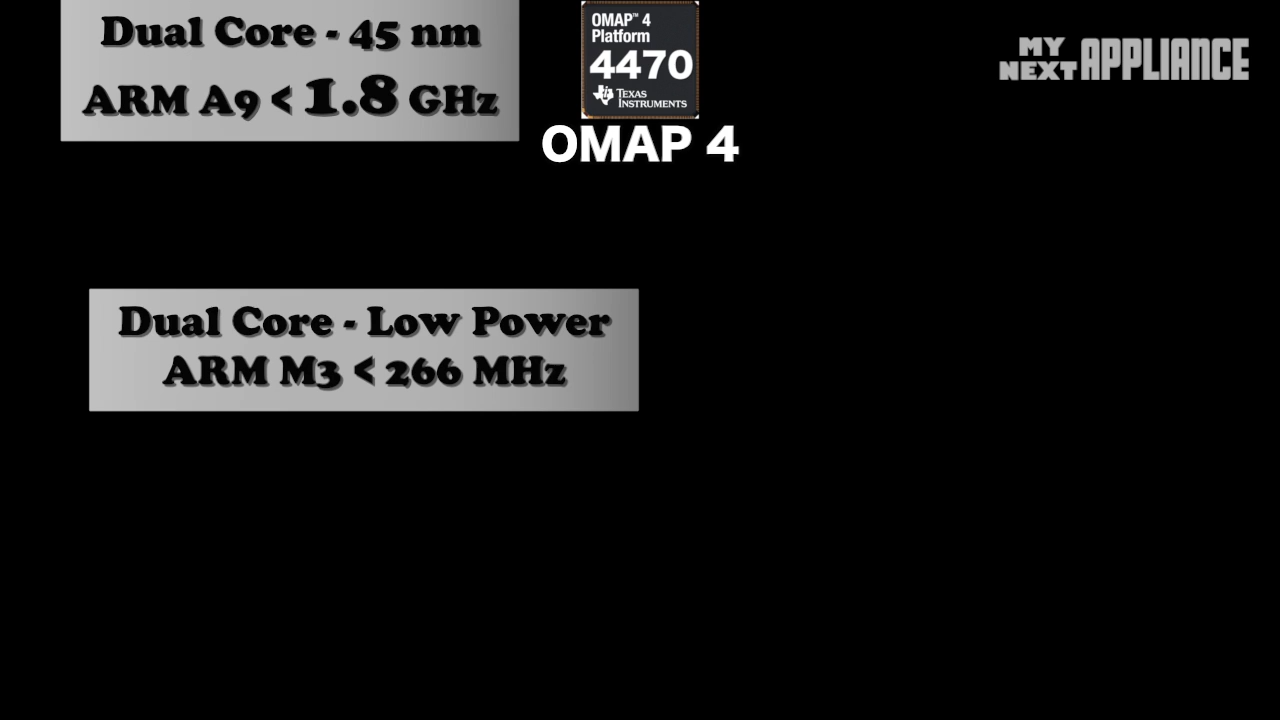 Dual Core - 45 nm
ARM A9 < 1.8 GHz
OMAP™ 4
Platform
4470
TEXAS
INSTRUMENTS
OMAP 4
MY
NEXT APPLIANCE
Dual Core - Low Power
ARM M3 < 266 MHz